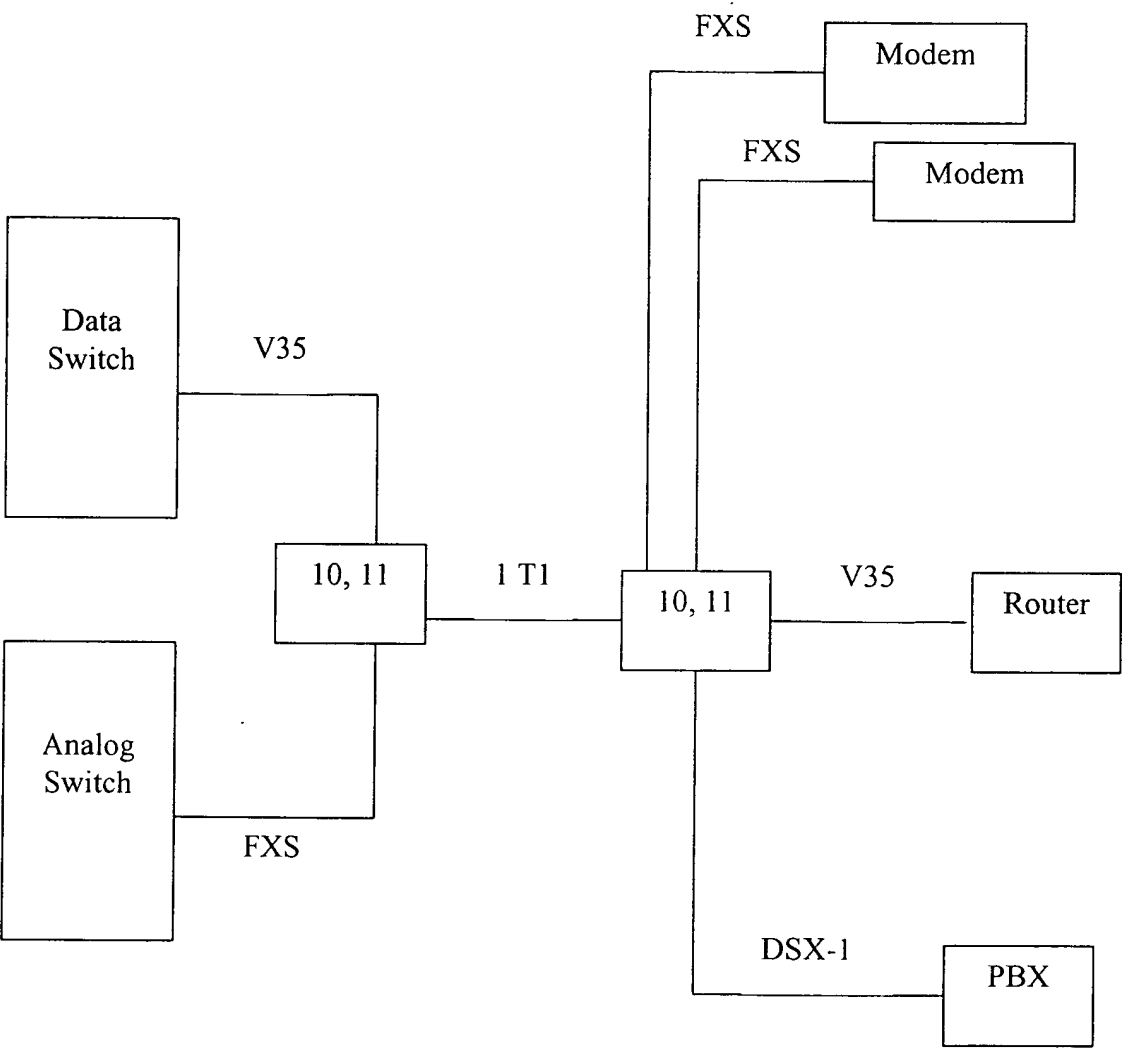 FXS
Modem
FXS
Modem
Data
Switch
V35
10, 11
1 T1
10, 11
V35
Router
Analog
Switch
FXS
DSX-1
PBX